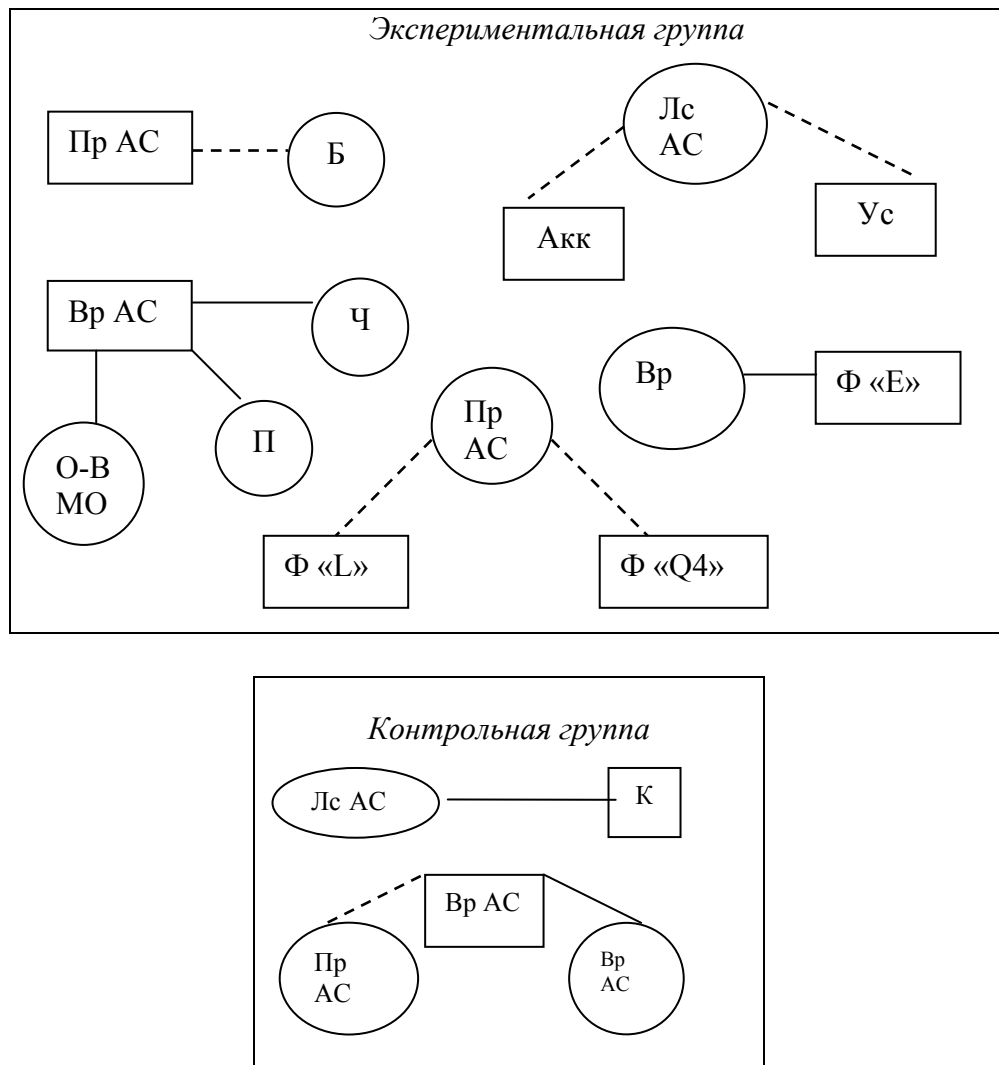 Экспериментальная группа
Лс
АС
Пр АС
Б
Ус
Акк
Вр АС
Ч
Вр
Ф «Е»
Пр
АС
П
О-В
МО
Ф «L»
Ф «Q4»
Контрольная группа
Лс АС
К
Вр АС
Пр
АС
Вр
АС